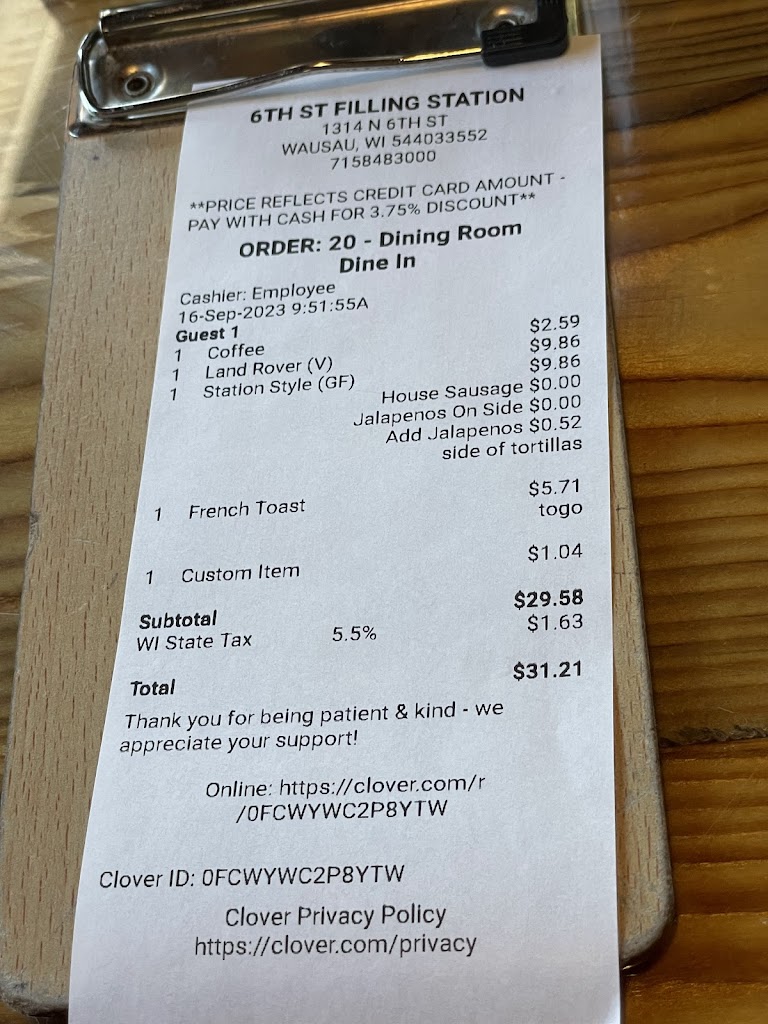 6TH ST FILLING STATION
1314 N 6TH ST
WAUSAU, WI 544033552
7158483000
**PRICE REFLECTS CREDIT CARD AMOUNT -
PAY WITH CASH FOR 3.75% DISCOUNT**
ORDER: 20 - Dining Room
Dine In
Cashier: Employee
16-Sep-2023 9:51:55A
Guest 1
1 Coffee $2.59
1 Land Rover (V) $9.86
1 Station Style (GF) $9.86
House Sausage $0.00
Jalapenos On Side $0.00
Add Jalapenos $0.52
side of tortillas
1 French Toast $5.71
togo
1 Custom Item $1.04
Subtotal $29.58
WI State Tax 5.5% $1.63
Total $31.21
Thank you for being patient & kind - we
appreciate your support!
Online: https://clover.com/r
/0FCWYWC2P8YTW
Clover ID: 0FCWYWC2P8YTW
Clover Privacy Policy
https://clover.com/privacy